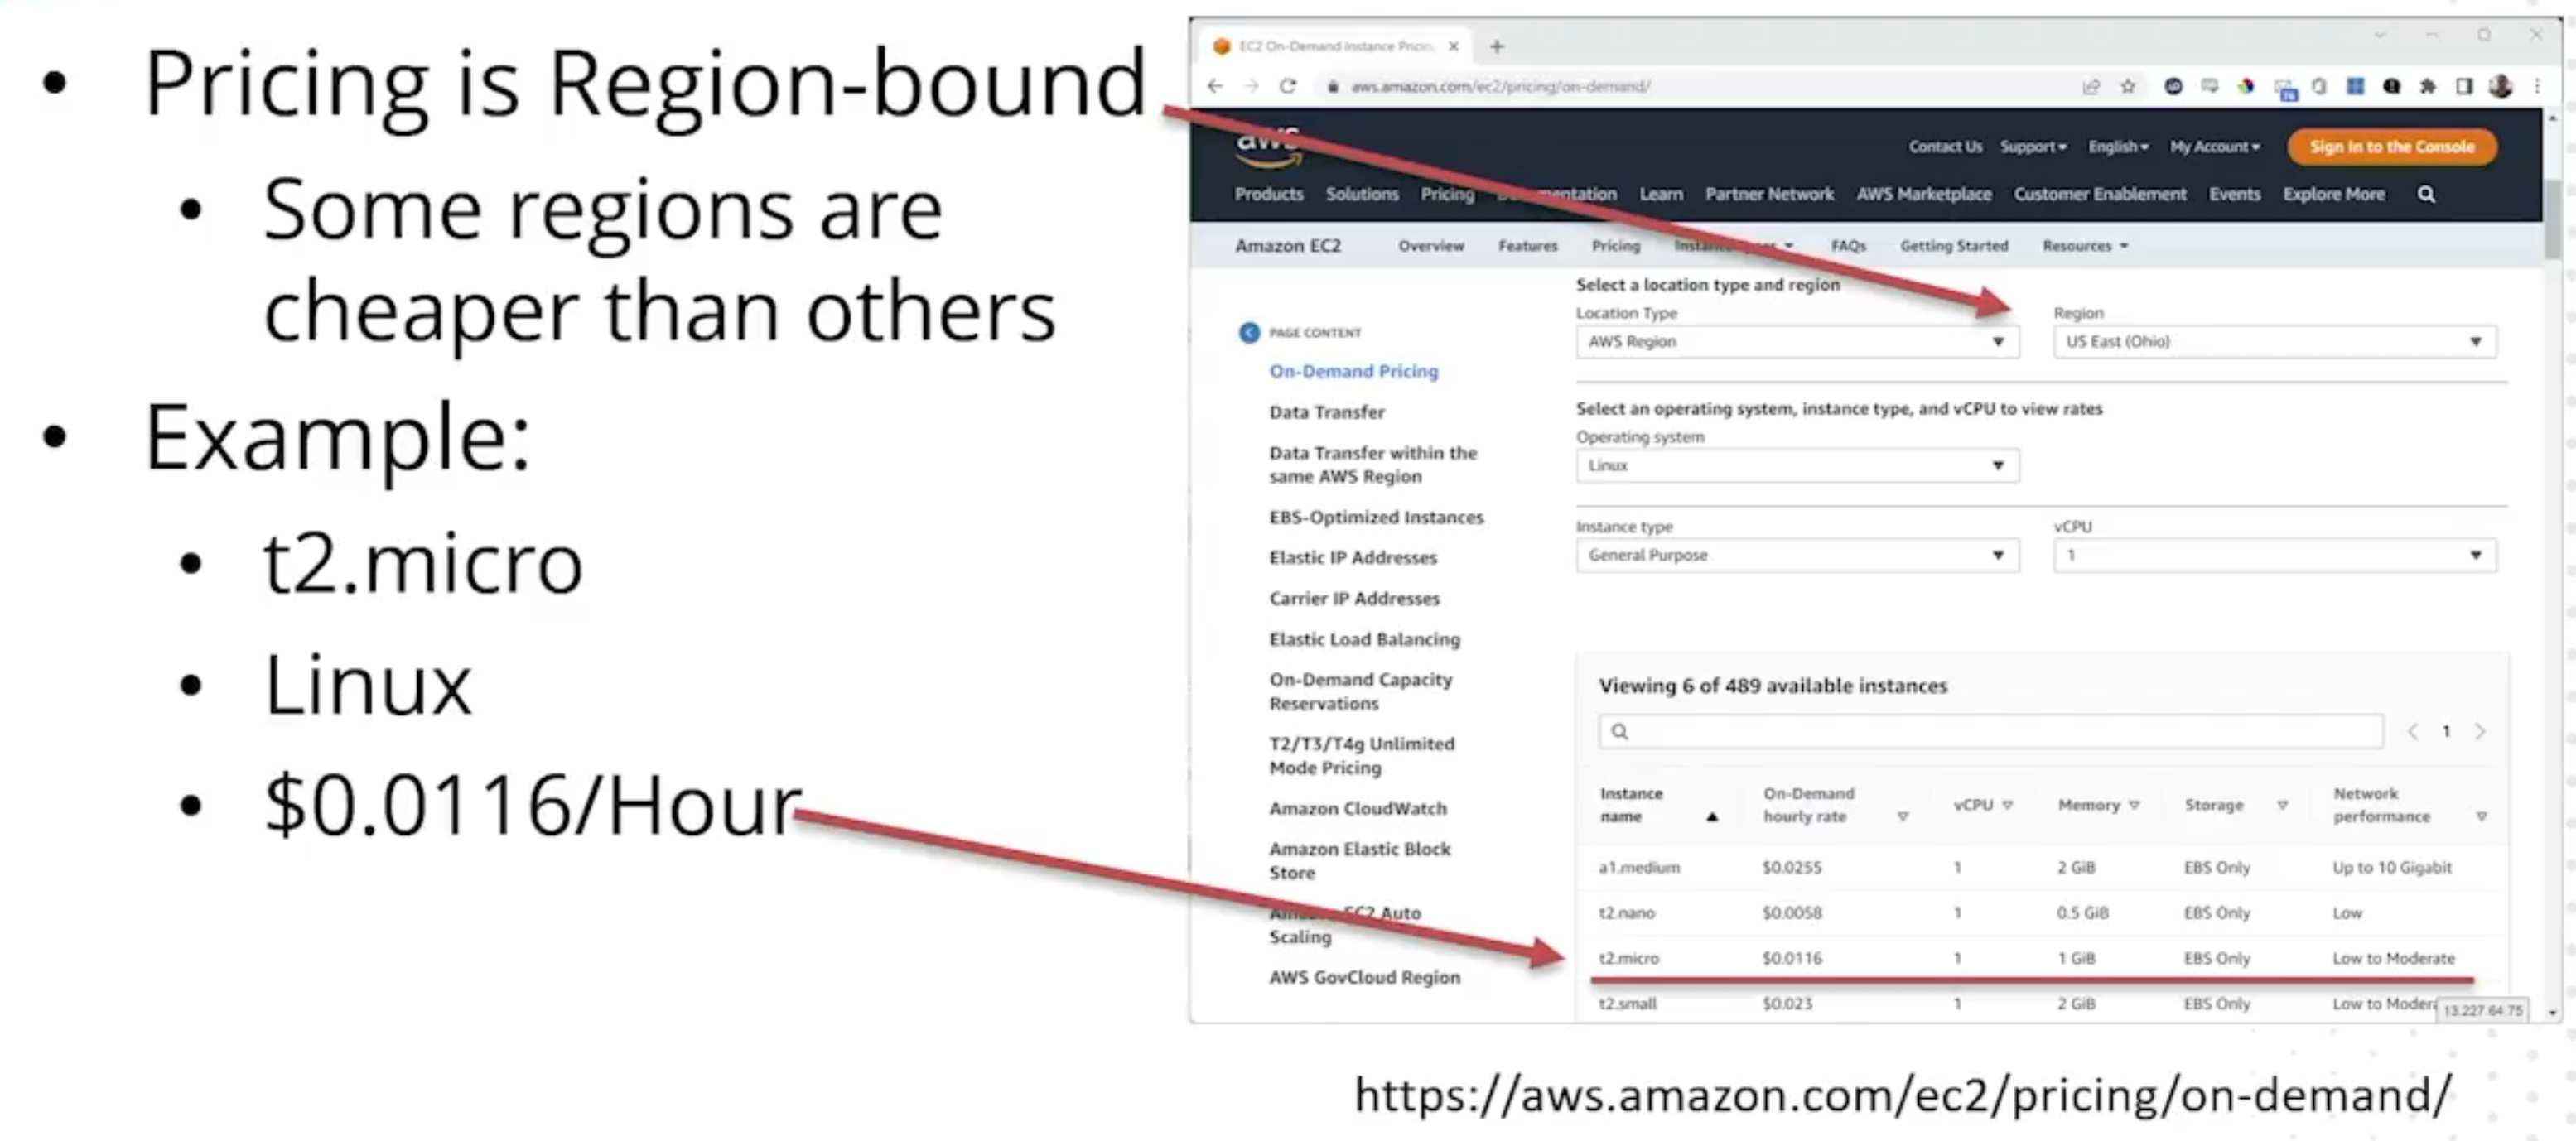 • Pricing is Region-bound
• Some regions are
cheaper than others
• Example:
• t2.micro
• Linux
• $0.0116/Hour
EC2 On-Demand Instance Pricin
aws.amazon.com/ec2/pricing/on-demand/
76
aws
Contact Us Support English My Account Sign In to the Console
Products Solutions Pricing Documentation Learn Partner Network AWS Marketplace Customer Enablement Events Explore More
Amazon EC2 Overview Features Pricing Instance Types FAQs Getting Started Resources
PAGE CONTENT
On-Demand Pricing
Data Transfer
Data Transfer within the
same AWS Region
EBS-Optimized Instances
Elastic IP Addresses
Carrier IP Addresses
Elastic Load Balancing
On-Demand Capacity
Reservations
T2/T3/T4g Unlimited
Mode Pricing
Amazon CloudWatch
Amazon Elastic Block
Store
Amazon EC2 Auto
Scaling
AWS GovCloud Region
Select a location type and region
Location Type Region
AWS Region US East (Ohio)
Select an operating system, instance type, and vCPU to view rates
Operating system
Linux
Instance type vCPU
General Purpose 1
Viewing 6 of 489 available instances
1
Instance name On-Demand hourly rate vCPU Memory Storage Network performance
a1.medium $0.0255 1 2 GiB EBS Only Up to 10 Gigabit
t2.nano $0.0058 1 0.5 GiB EBS Only Low
t2.micro $0.0116 1 1 GiB EBS Only Low to Moderate
t2.small $0.023 1 2 GiB EBS Only Low to Modera
13.227.64.75
https://aws.amazon.com/ec2/pricing/on-demand/